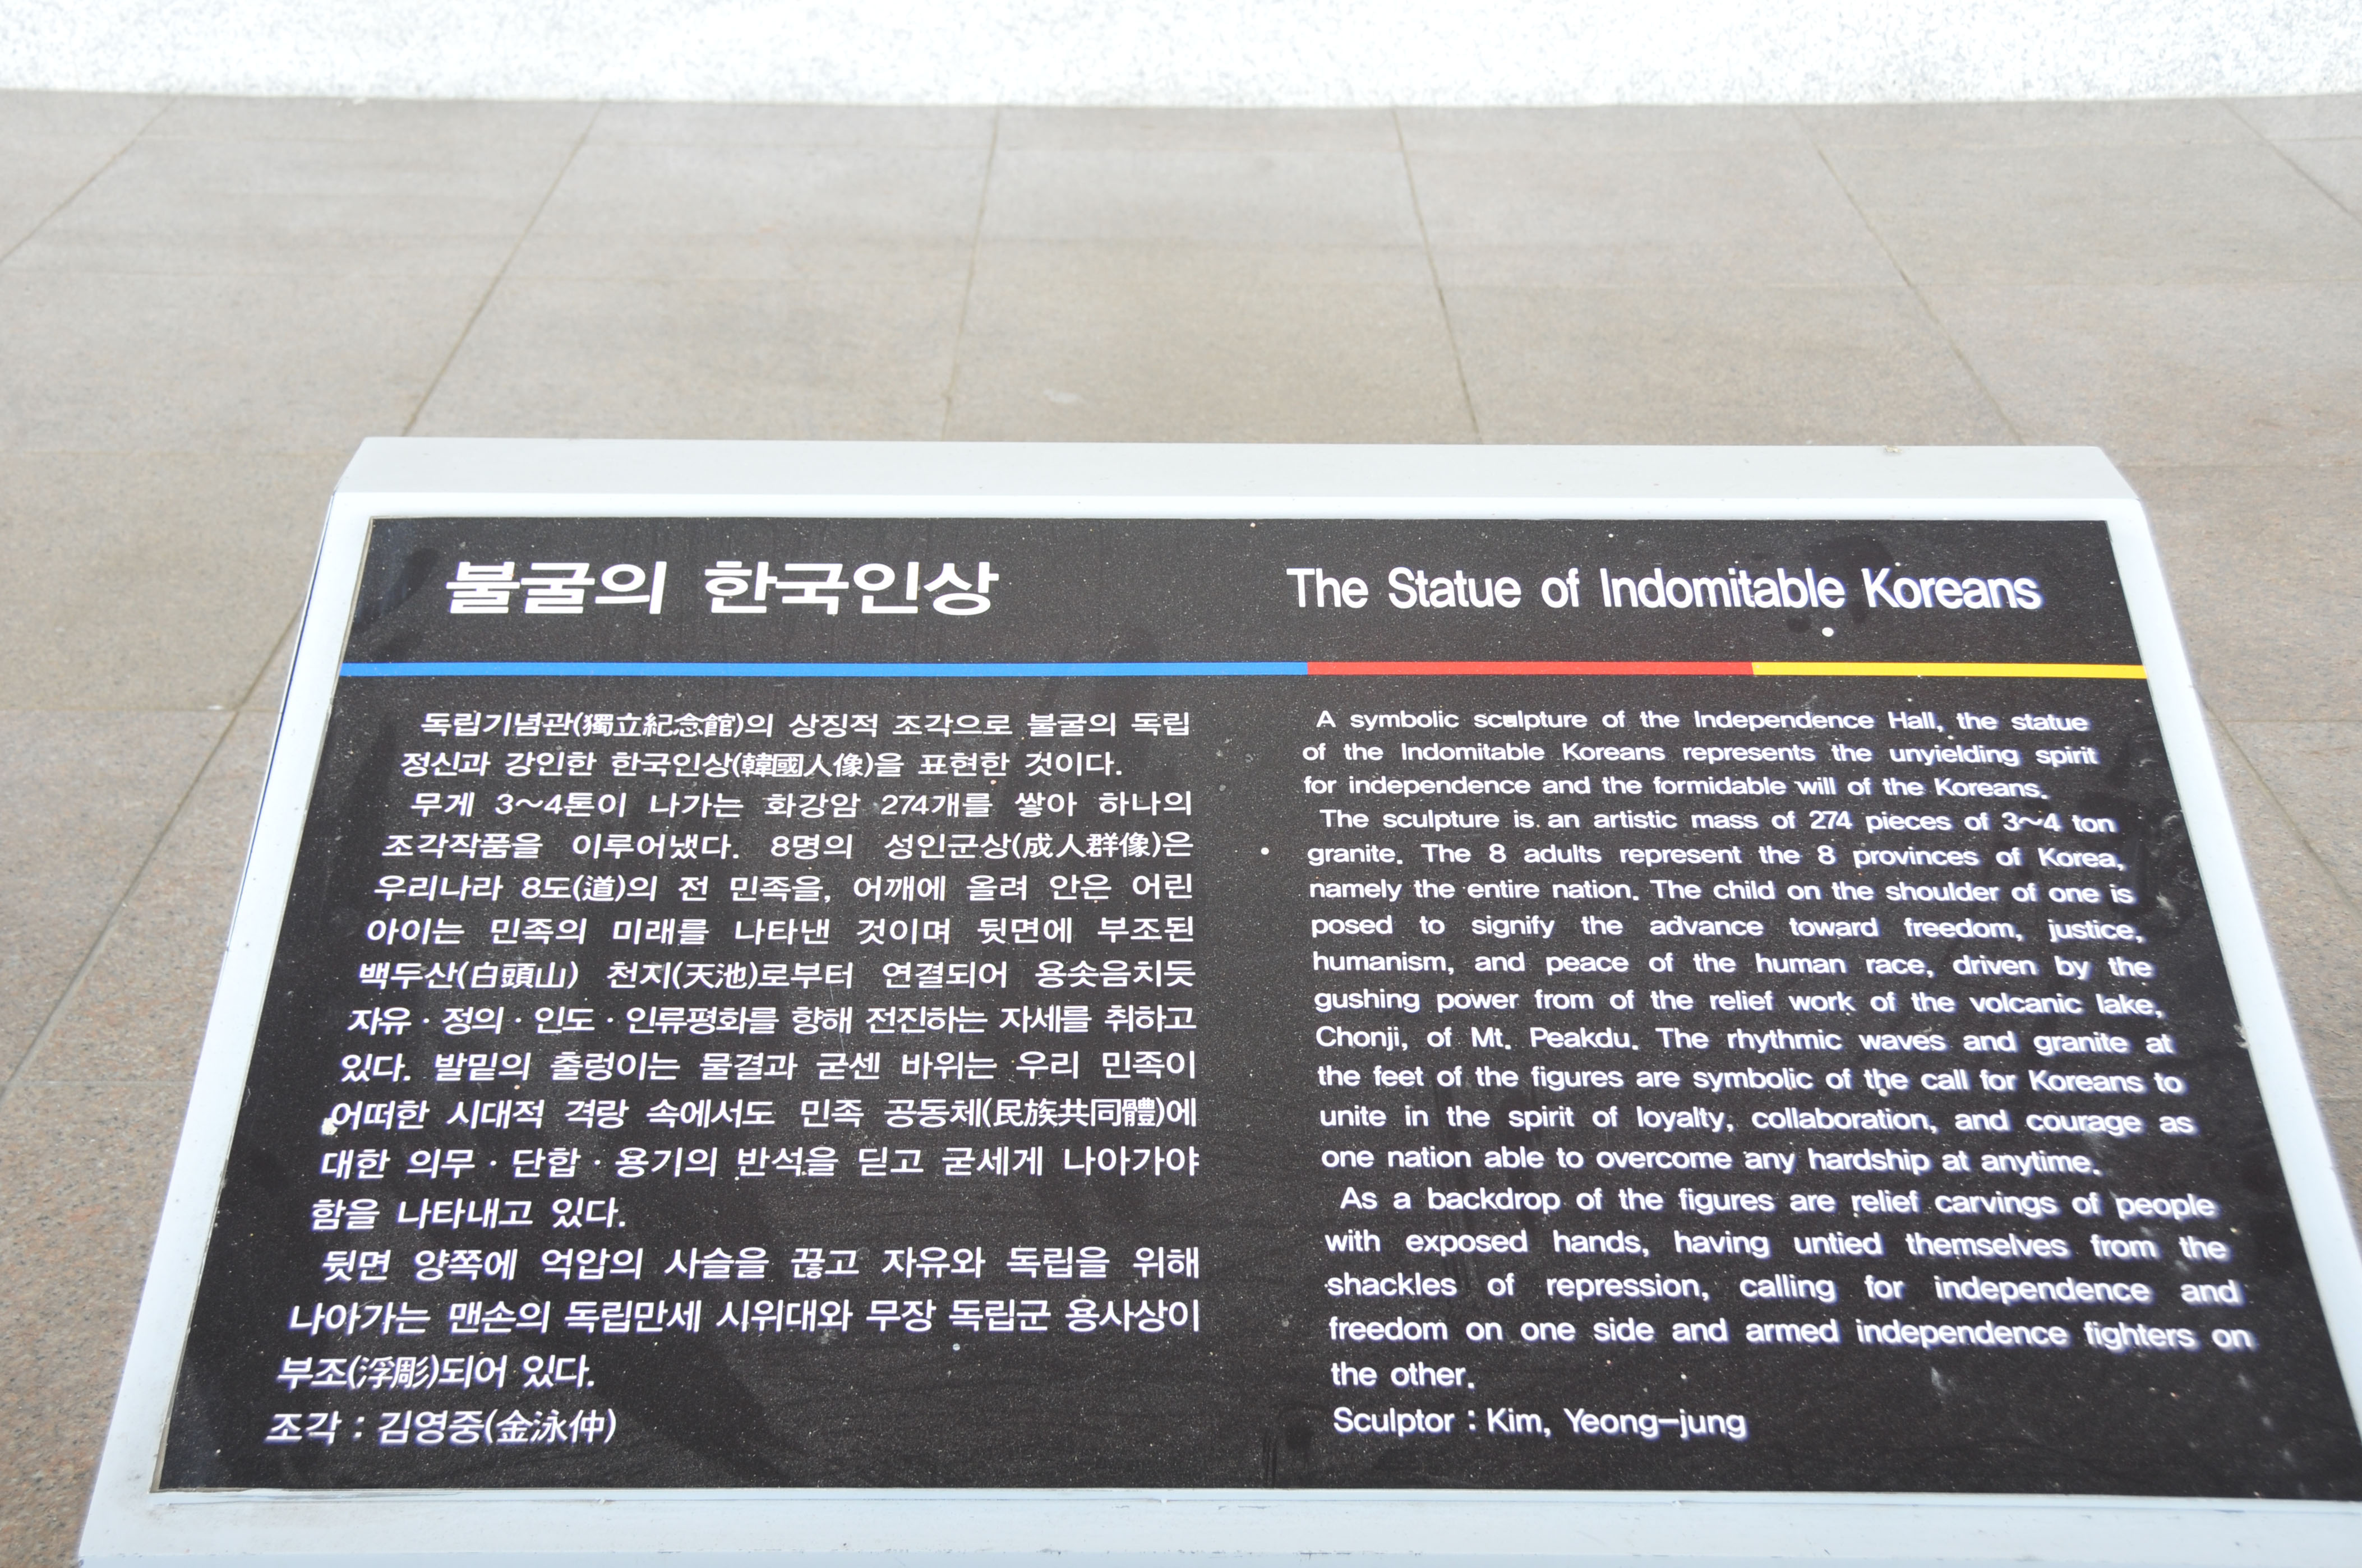 불굴의 한국인상
독립기념관(獨立紀念館)의 상징적 조각으로 불굴의 독립
정신과 강인한 한국인상(韓國人像)을 표현한 것이다.
무게 3~4톤이 나가는 화강암 274개를 쌓아 하나의
조각작품을 이루어냈다. 8명의 성인군상(成人群像)은
우리나라 8도(道)의 전 민족을, 어깨에 올려 안은 어린
아이는 민족의 미래를 나타낸 것이며 뒷면에 부조된
백두산(白頭山) 천지(天池)로부터 연결되어 용솟음치듯
자유·정의·인도·인류평화를 향해 전진하는 자세를 취하고
있다. 발밑의 출렁이는 물결과 굳센 바위는 우리 민족이
어떠한 시대적 격랑 속에서도 민족 공동체(民族共同體)에
대한 의무·단합·용기의 반석을 딛고 굳세게 나아가야
함을 나타내고 있다.
뒷면 양쪽에 억압의 사슬을 끊고 자유와 독립을 위해
나아가는 맨손의 독립만세 시위대와 무장 독립군 용사상이
부조(浮彫)되어 있다.
조각 : 김영중(金泳仲)
The Statue of Indomitable Koreans
A symbolic sculpture of the Independence Hall, the statue
of the Indomitable Koreans represents the unyielding spirit
for independence and the formidable will of the Koreans.
The sculpture is an artistic mass of 274 pieces of 3~4 ton
granite. The 8 adults represent the 8 provinces of Korea,
namely the entire nation. The child on the shoulder of one is
posed to signify the advance toward freedom, justice,
humanism, and peace of the human race, driven by the
gushing power from of the relief work of the volcanic lake,
Chonji, of Mt. Peakdu. The rhythmic waves and granite at
the feet of the figures are symbolic of the call for Koreans to
unite in the spirit of loyalty, collaboration, and courage as
one nation able to overcome any hardship at anytime.
As a backdrop of the figures are relief carvings of people
with exposed hands, having untied themselves from the
shackles of repression, calling for independence and
freedom on one side and armed independence fighters on
the other.
Sculptor : Kim, Yeong-jung